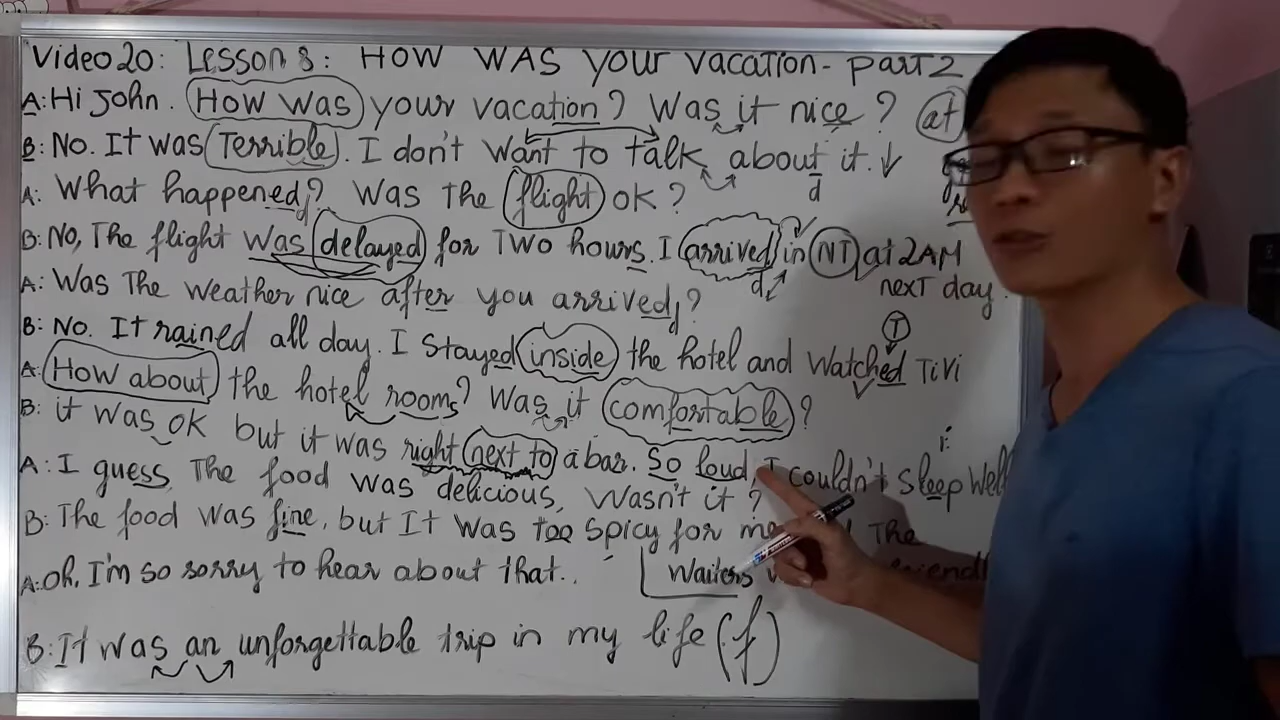 Video 20: Lesson 8: HOW WAS YOUR VACATION - PART 2
A: Hi John. How was your vacation? Was it nice? at
B: No. It was Terrible. I don't want to talk about it.
d
A: What happened? Was the flight OK?
d
B: No, The flight was delayed for Two hours. I arrived in NT at 2AM
next day.
d
A: Was The weather nice after you arrived?
d
T
B: No. It rained all day. I stayed inside the hotel and watched TiVi
A: How about the hotel rooms? Was it comfortable?
B: it was OK but it was right next to a bar. So loud, I couldn't sleep well
i:
A: I guess The food was delicious, Wasn't it?
B: The food was fine, but It was too spicy for me The
waiters
A: Oh, I'm so sorry to hear about that..
B: It was an unforgettable trip in my life (f)